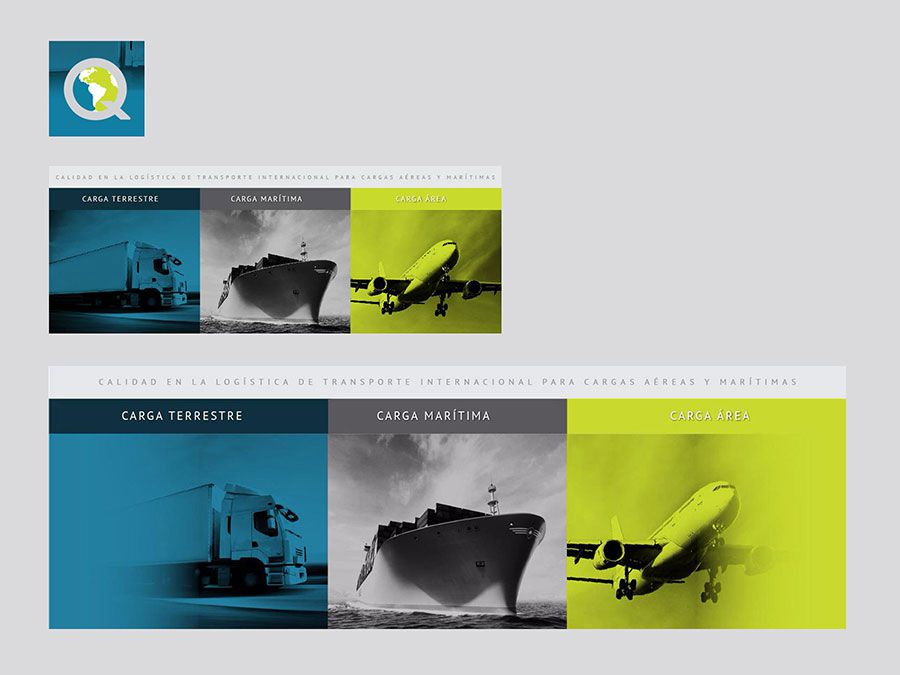 Q
CALIDAD EN LA LOGÍSTICA DE TRANSPORTE INTERNACIONAL PARA CARGAS AÉREAS Y MARÍTIMAS
CARGA TERRESTRE CARGA MARÍTIMA CARGA ÁREA
CALIDAD EN LA LOGÍSTICA DE TRANSPORTE INTERNACIONAL PARA CARGAS AÉREAS Y MARÍTIMAS
CARGA TERRESTRE CARGA MARÍTIMA CARGA ÁREA